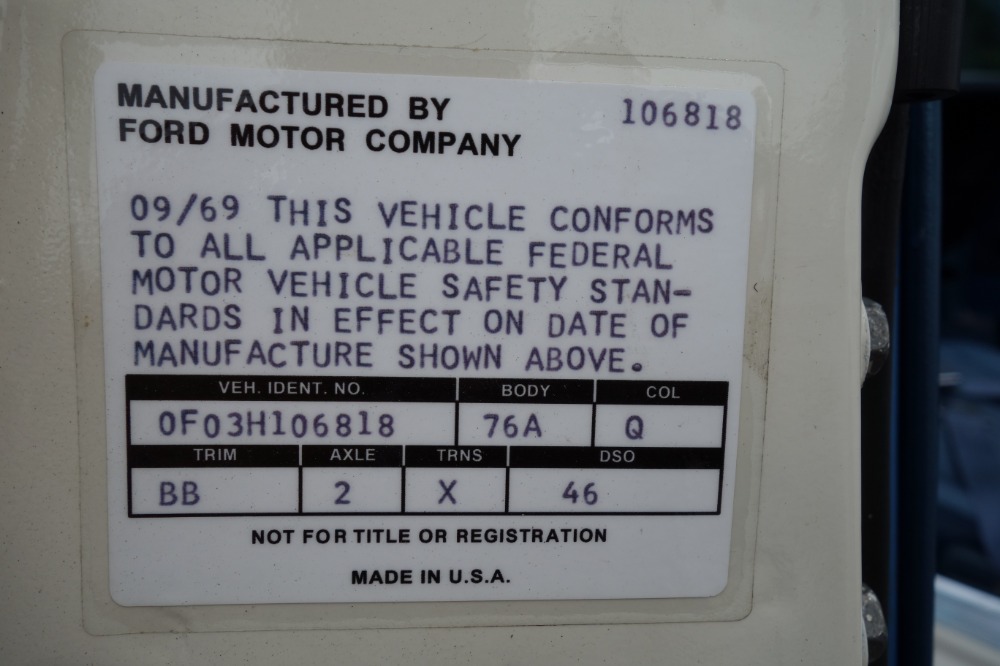 MANUFACTURED BY
FORD MOTOR COMPANY
106818
09/69 THIS VEHICLE CONFORMS
TO ALL APPLICABLE FEDERAL
MOTOR VEHICLE SAFETY STAN-
DARDS IN EFFECT ON DATE OF
MANUFACTURE SHOWN ABOVE.
VEH. IDENT. NO. BODY COL
0F03H106818 76A Q
TRIM AXLE TRNS DSO
BB 2 X 46
NOT FOR TITLE OR REGISTRATION
MADE IN U.S.A.